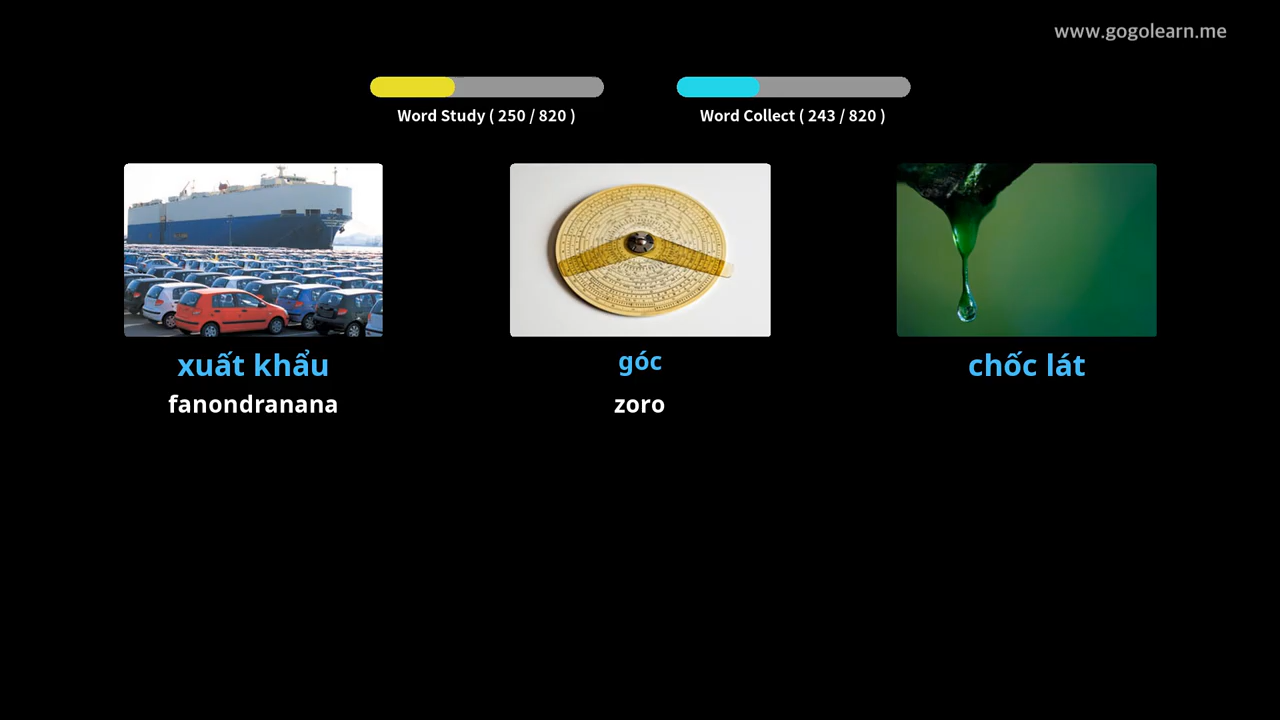 www.gogolearn.me
Word Study ( 250 / 820 )
Word Collect ( 243 / 820 )
xuất khẩu
fanondranana
góc
zoro
chốc lát